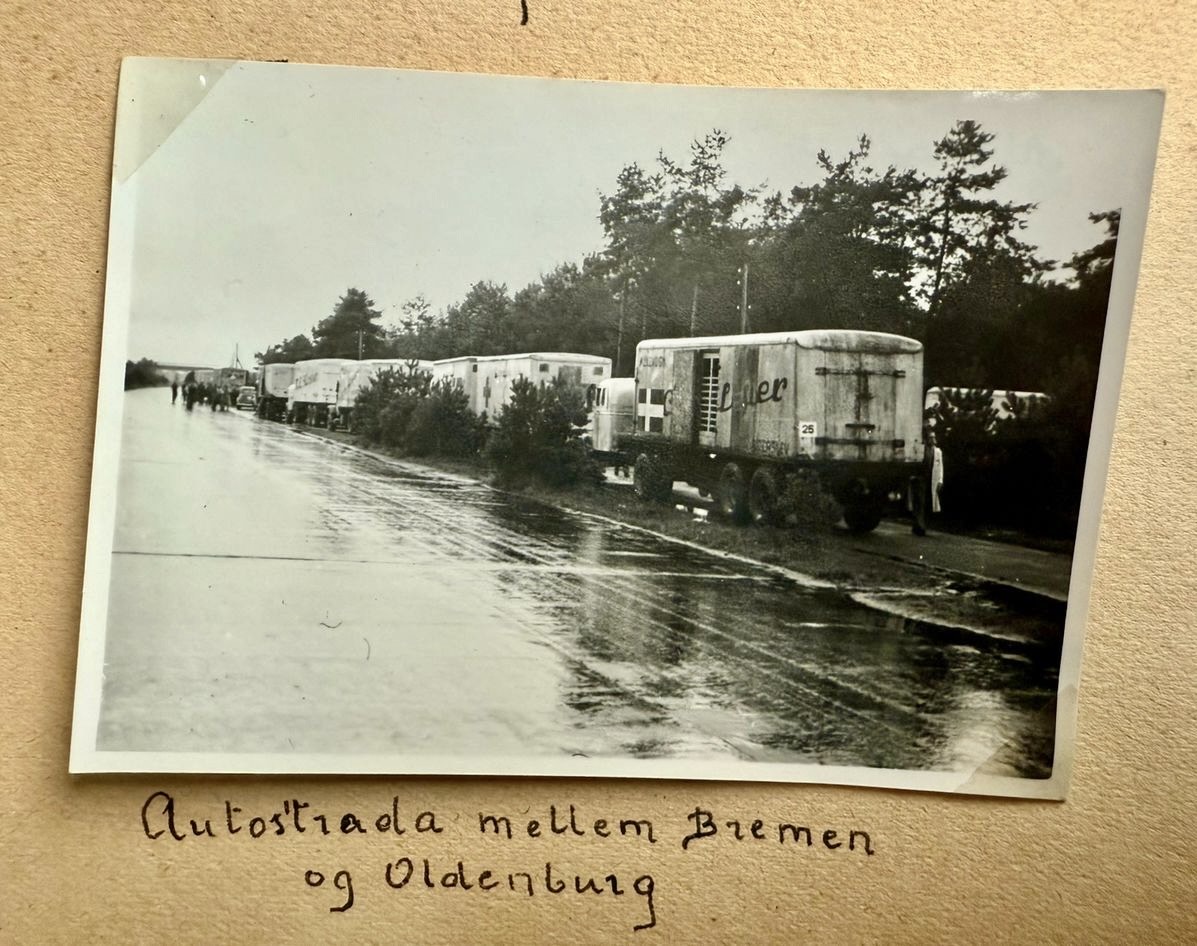 25
Autostrada mellem Bremen
og Oldenburg